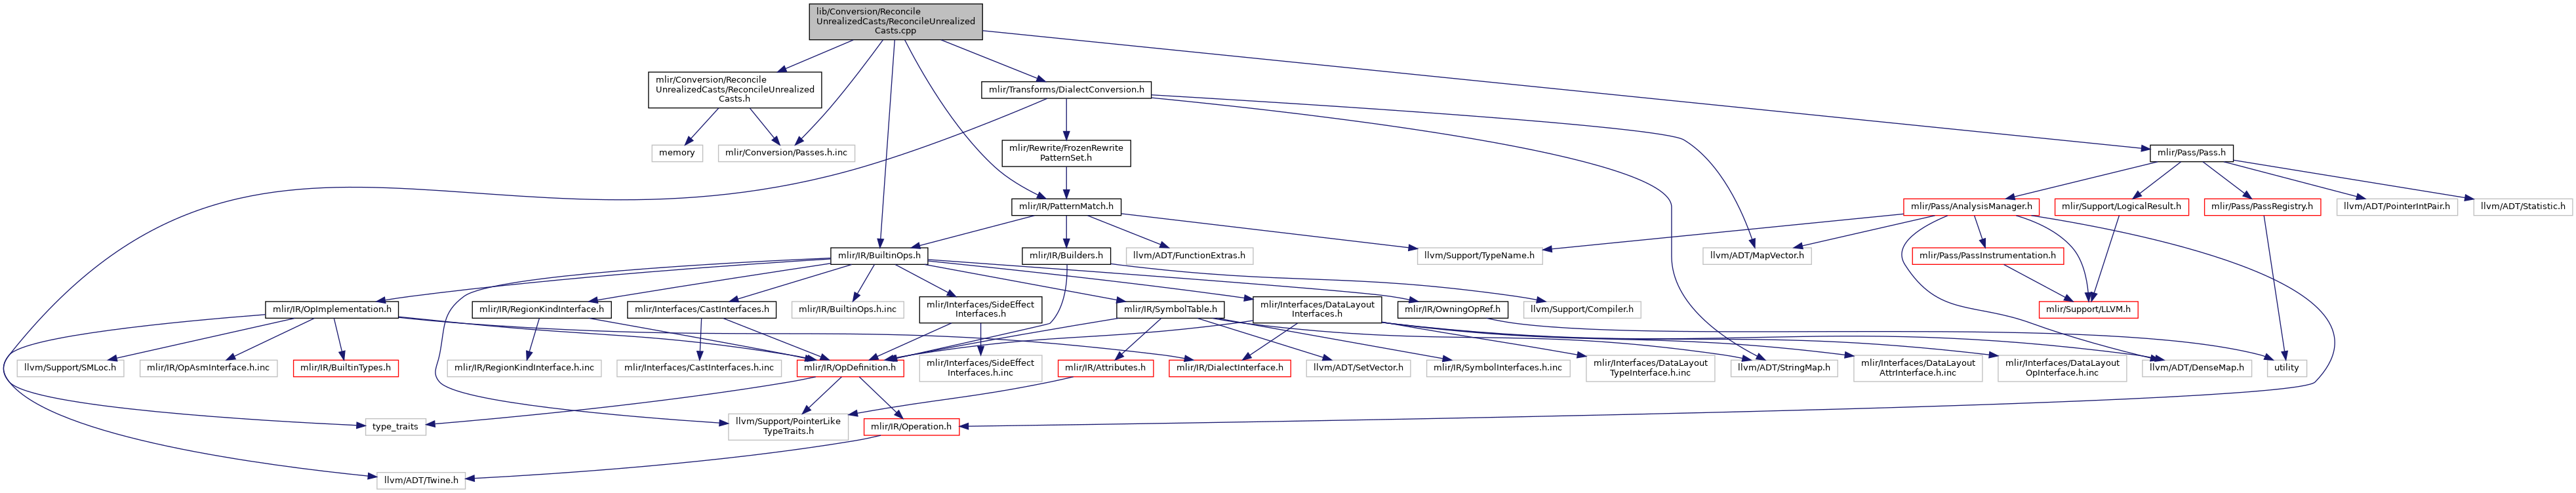 lib/Conversion/Reconcile
UnrealizedCasts/ReconcileUnrealized
Casts.cpp
mlir/Conversion/Reconcile
UnrealizedCasts/ReconcileUnrealized
Casts.h
mlir/Transforms/DialectConversion.h
memory
mlir/Conversion/Passes.h.inc
mlir/Rewrite/FrozenRewrite
PatternSet.h
mlir/Pass/Pass.h
mlir/IR/PatternMatch.h
mlir/Pass/AnalysisManager.h
mlir/Support/LogicalResult.h
mlir/Pass/PassRegistry.h
llvm/ADT/PointerIntPair.h
llvm/ADT/Statistic.h
mlir/IR/BuiltinOps.h
mlir/IR/Builders.h
llvm/ADT/FunctionExtras.h
llvm/Support/TypeName.h
llvm/ADT/MapVector.h
mlir/Pass/PassInstrumentation.h
mlir/IR/OpImplementation.h
mlir/IR/RegionKindInterface.h
mlir/Interfaces/CastInterfaces.h
mlir/IR/BuiltinOps.h.inc
mlir/Interfaces/SideEffect
Interfaces.h
mlir/IR/SymbolTable.h
mlir/Interfaces/DataLayout
Interfaces.h
mlir/IR/OwningOpRef.h
llvm/Support/Compiler.h
mlir/Support/LLVM.h
llvm/Support/SMLoc.h
mlir/IR/OpAsmInterface.h.inc
mlir/IR/BuiltinTypes.h
mlir/IR/RegionKindInterface.h.inc
mlir/Interfaces/CastInterfaces.h.inc
mlir/IR/OpDefinition.h
mlir/Interfaces/SideEffect
Interfaces.h.inc
mlir/IR/Attributes.h
mlir/IR/DialectInterface.h
llvm/ADT/SetVector.h
mlir/IR/SymbolInterfaces.h.inc
mlir/Interfaces/DataLayout
TypeInterface.h.inc
llvm/ADT/StringMap.h
mlir/Interfaces/DataLayout
AttrInterface.h.inc
mlir/Interfaces/DataLayout
OpInterface.h.inc
llvm/ADT/DenseMap.h
utility
type_traits
llvm/Support/PointerLike
TypeTraits.h
mlir/IR/Operation.h
llvm/ADT/Twine.h